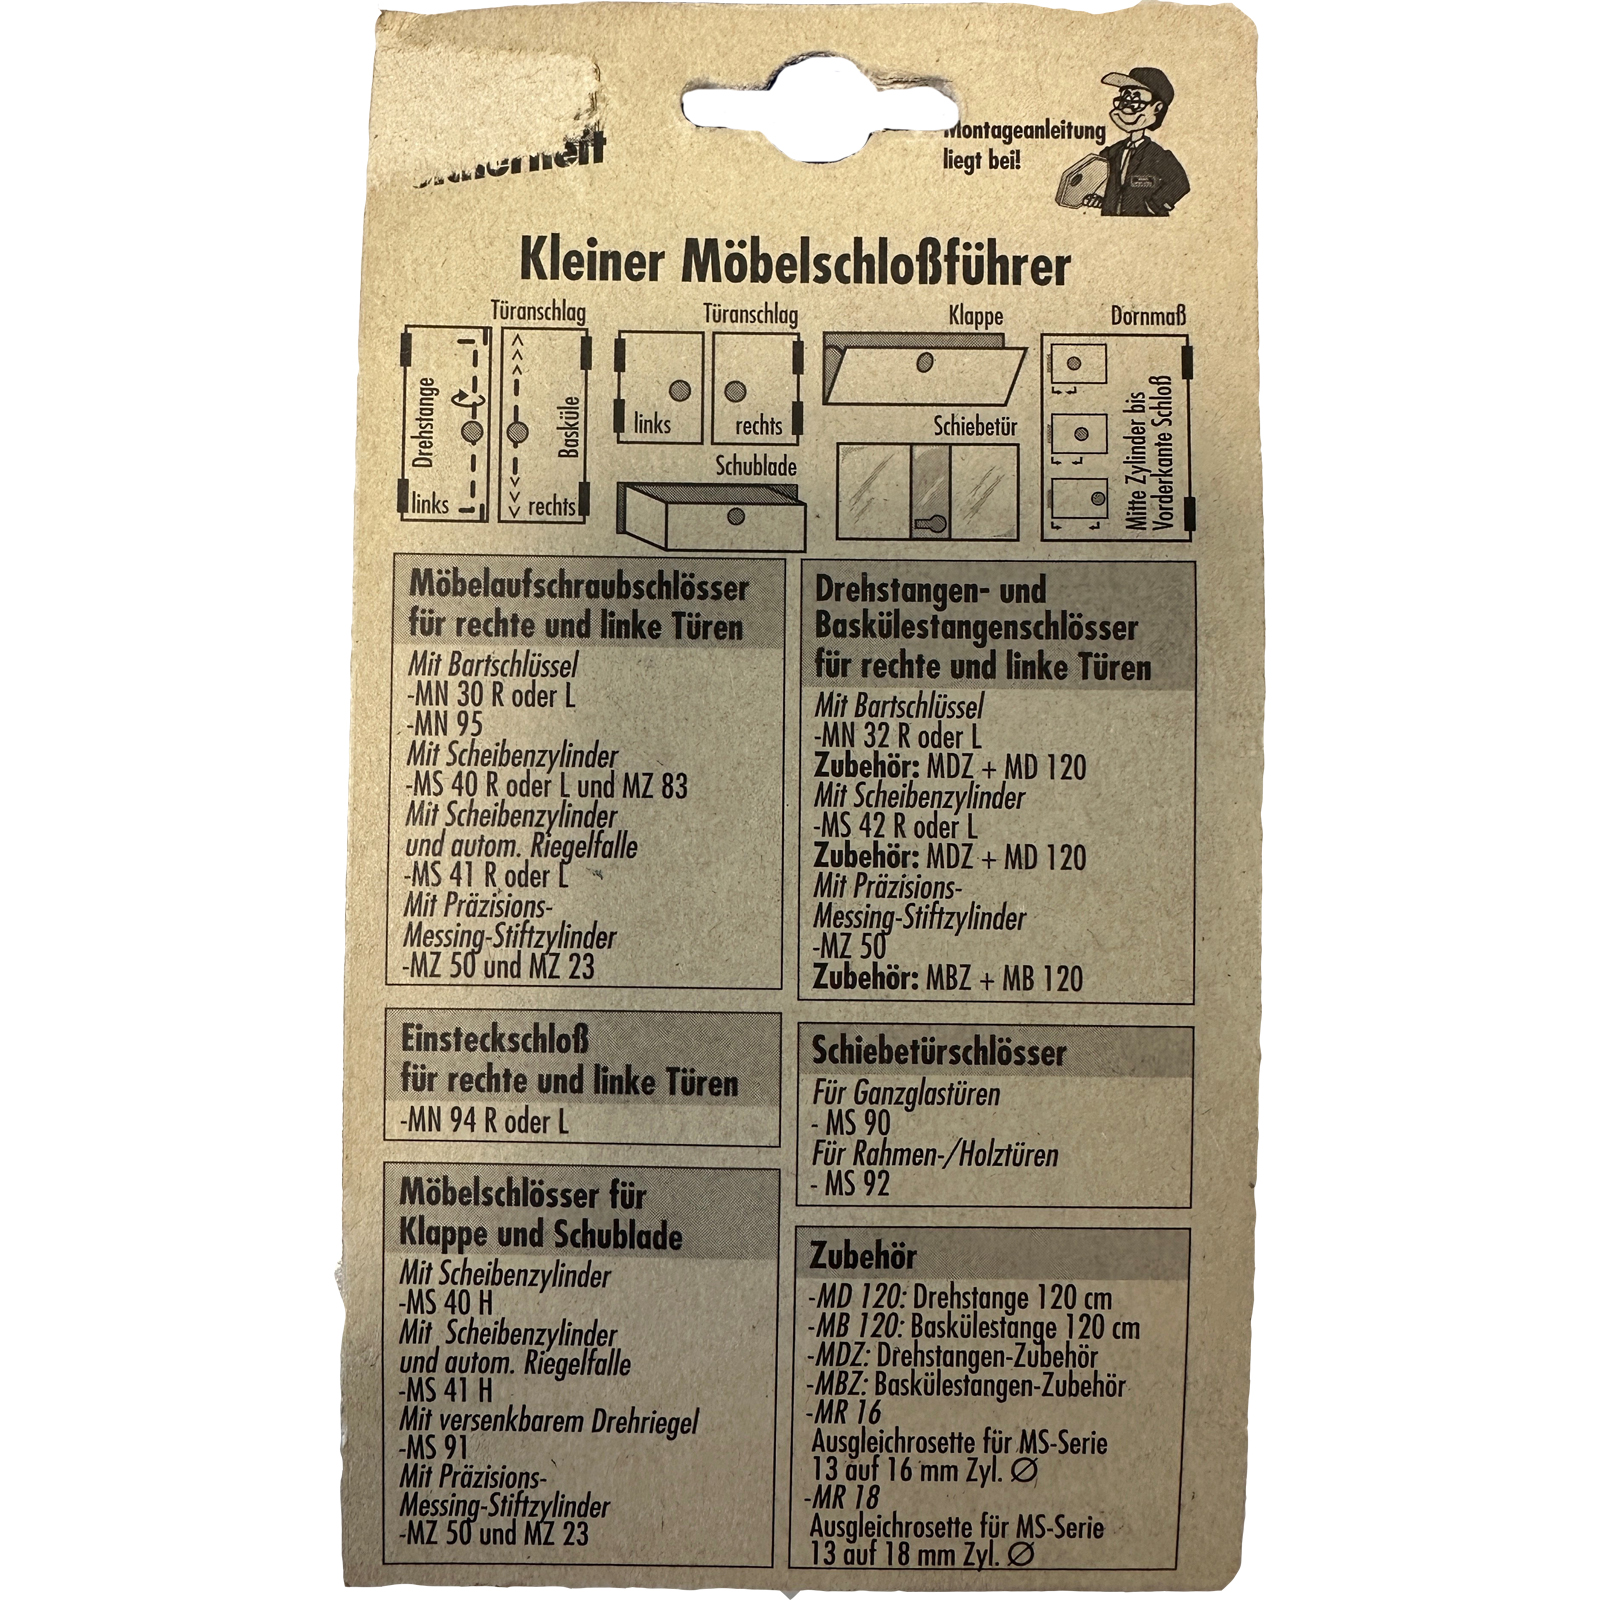 Montageanleitung
liegt bei!
Kleiner Möbelschloßführer
Türanschlag
Drehstange
links
Basküle
rechts
Türanschlag
links
rechts
Schublade
Klappe
Schiebetür
Dornmaß
Mitte Zylinder bis
Vorderkante Schloß
Möbelaufschraubschlösser
für rechte und linke Türen
Mit Bartschlüssel
-MN 30 R oder L
-MN 95
Mit Scheibenzylinder
-MS 40 R oder L und MZ 83
Mit Scheibenzylinder
und autom. Riegelfalle
-MS 41 R oder L
Mit Präzisions-
Messing-Stiftzylinder
-MZ 50 und MZ 23
Einsteckschloß
für rechte und linke Türen
-MN 94 R oder L
Möbelschlösser für
Klappe und Schublade
Mit Scheibenzylinder
-MS 40 H
Mit Scheibenzylinder
und autom. Riegelfalle
-MS 41 H
Mit versenkbarem Drehriegel
-MS 91
Mit Präzisions-
Messing-Stiftzylinder
-MZ 50 und MZ 23
Drehstangen- und
Baskülestangenschlösser
für rechte und linke Türen
Mit Bartschlüssel
-MN 32 R oder L
Zubehör: MDZ + MD 120
Mit Scheibenzylinder
-MS 42 R oder L
Zubehör: MDZ + MD 120
Mit Präzisions-
Messing-Stiftzylinder
-MZ 50
Zubehör: MBZ + MB 120
Schiebetürschlösser
Für Ganzglastüren
- MS 90
Für Rahmen-/Holztüren
- MS 92
Zubehör
-MD 120: Drehstange 120 cm
-MB 120: Baskülestange 120 cm
-MDZ: Drehstangen-Zubehör
-MBZ: Baskülestangen-Zubehör
-MR 16
Ausgleichrosette für MS-Serie
13 auf 16 mm Zyl. Ø
-MR 18
Ausgleichrosette für MS-Serie
13 auf 18 mm Zyl. Ø